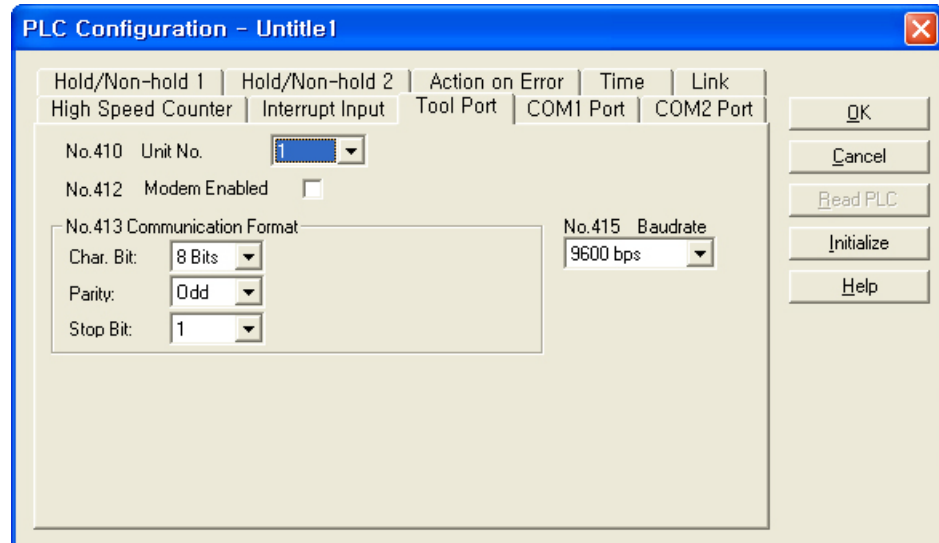 PLC Configuration - Untitle1
Hold/Non-hold 1 Hold/Non-hold 2 Action on Error Time Link
High Speed Counter Interrupt Input Tool Port COM1 Port COM2 Port
OK
Cancel
Read PLC
Initialize
Help
No.410 Unit No. 1
No.412 Modem Enabled
No.413 Communication Format
Char. Bit: 8 Bits
Parity: Odd
Stop Bit: 1
No.415 Baudrate
9600 bps